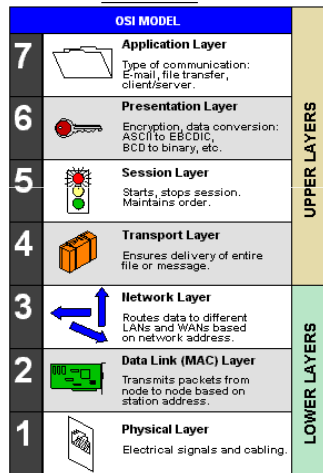 OSI MODEL
7
Application Layer
Type of communication:
E-mail, file transfer,
client/server.
6
Presentation Layer
Encryption, data conversion:
ASCII to EBCDIC,
BCD to binary, etc.
5
Session Layer
Starts, stops session.
Maintains order.
4
Transport Layer
Ensures delivery of entire
file or message.
UPPER LAYERS
3
Network Layer
Routes data to different
LANs and WANs based
on network address.
2
Data Link (MAC) Layer
Transmits packets from
node to node based on
station address.
1
Physical Layer
Electrical signals and cabling.
LOWER LAYERS